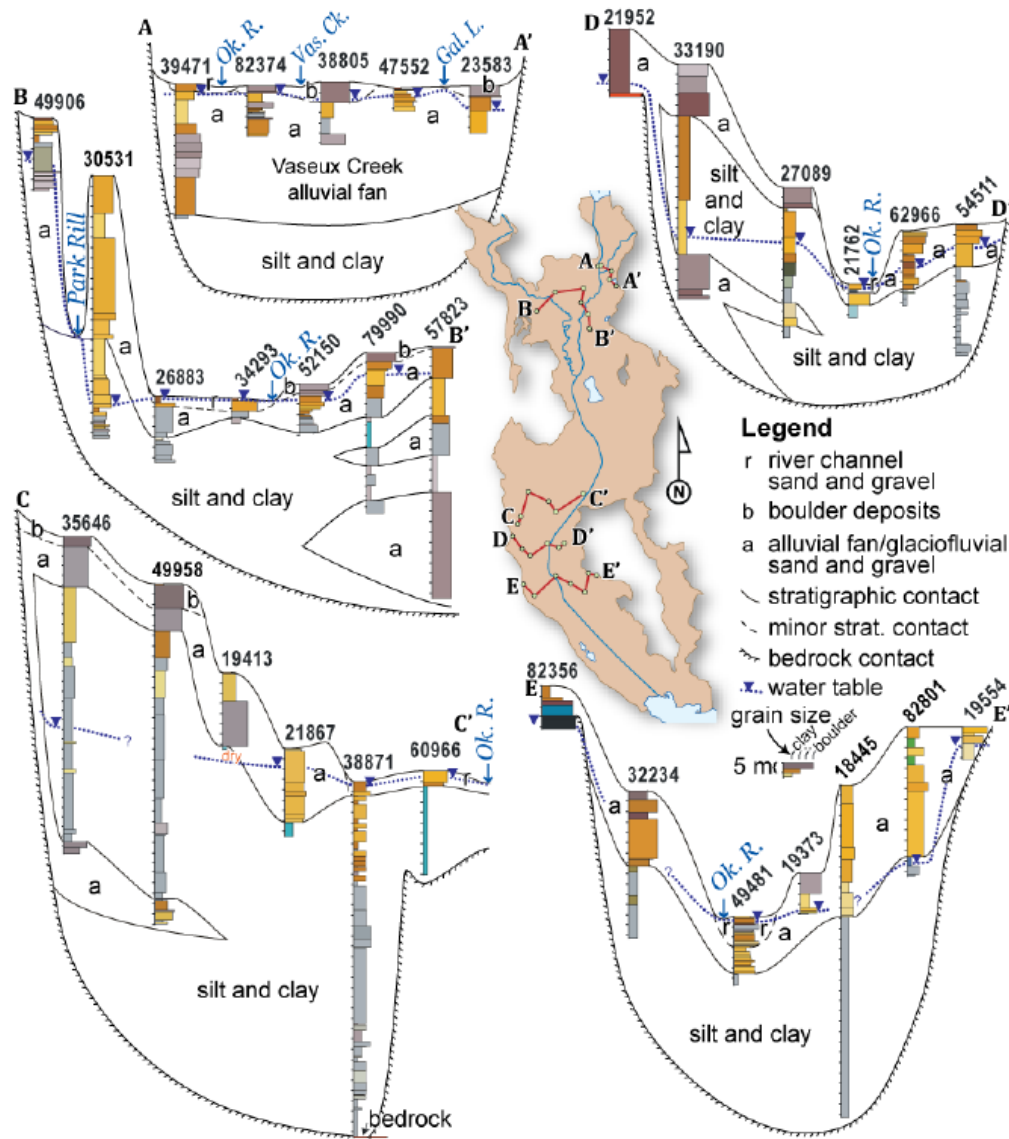 A
A'
39471
Ok. R.
82374
Vas. Ck.
38805
47552
Gal. L.
23583
r
b
b
a
a
a
Vaseux Creek
alluvial fan
silt and clay
B
49906
30531
a
Park Rill
a
26883
34293
Ok. R.
52150
79990
57823
B'
r
b
b
a
a
a
a
a
silt and clay
D
21952
33190
a
a
silt
and
clay
27089
21762
Ok. R.
62966
54511
D'
r
a
a
a
a
silt and clay
A
A'
B
B'
C
C'
D
D'
E
E'
N
Legend
r river channel
sand and gravel
b boulder deposits
a alluvial fan/glaciofluvial
sand and gravel
stratigraphic contact
minor strat. contact
bedrock contact
water table
grain size
clay
boulder
5 m
C
35646
b
a
49958
b
a
19413
dry
21867
a
38871
60966
C'
Ok. R.
r
?
a
silt and clay
bedrock
E
82356
32234
a
a
?
Ok. R.
49481
19373
18445
82801
19554
E'
r
r
a
a
a
?
silt and clay